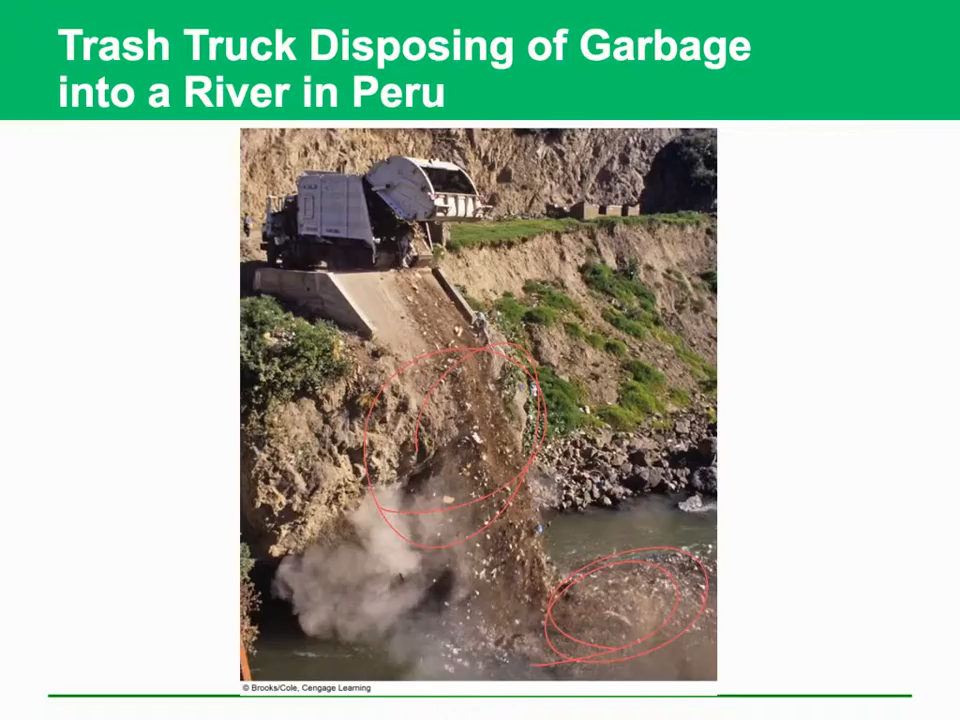 Trash Truck Disposing of Garbage
into a River in Peru
© Brooks/Cole, Cengage Learning